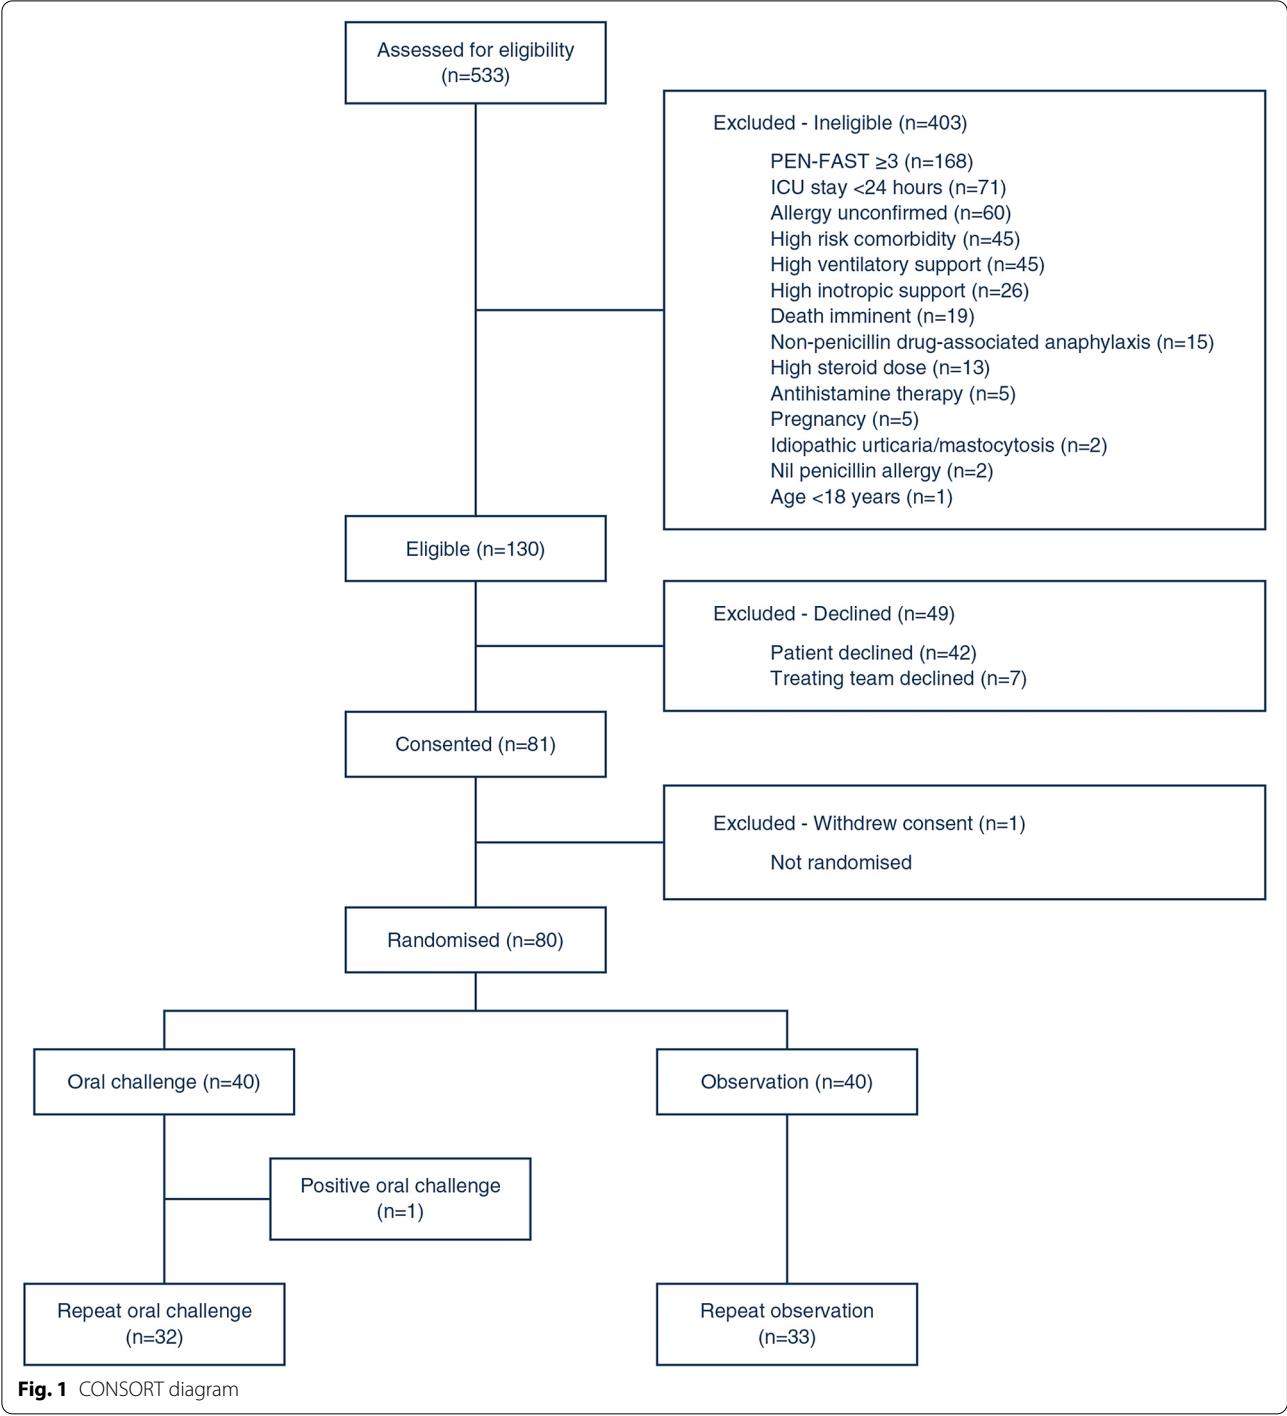 Assessed for eligibility
(n=533)
Excluded - Ineligible (n=403)
PEN-FAST ≥3 (n=168)
ICU stay <24 hours (n=71)
Allergy unconfirmed (n=60)
High risk comorbidity (n=45)
High ventilatory support (n=45)
High inotropic support (n=26)
Death imminent (n=19)
Non-penicillin drug-associated anaphylaxis (n=15)
High steroid dose (n=13)
Antihistamine therapy (n=5)
Pregnancy (n=5)
Idiopathic urticaria/mastocytosis (n=2)
Nil penicillin allergy (n=2)
Age <18 years (n=1)
Eligible (n=130)
Excluded - Declined (n=49)
Patient declined (n=42)
Treating team declined (n=7)
Consented (n=81)
Excluded - Withdrew consent (n=1)
Not randomised
Randomised (n=80)
Oral challenge (n=40)
Observation (n=40)
Positive oral challenge
(n=1)
Repeat oral challenge
(n=32)
Repeat observation
(n=33)
Fig. 1 CONSORT diagram